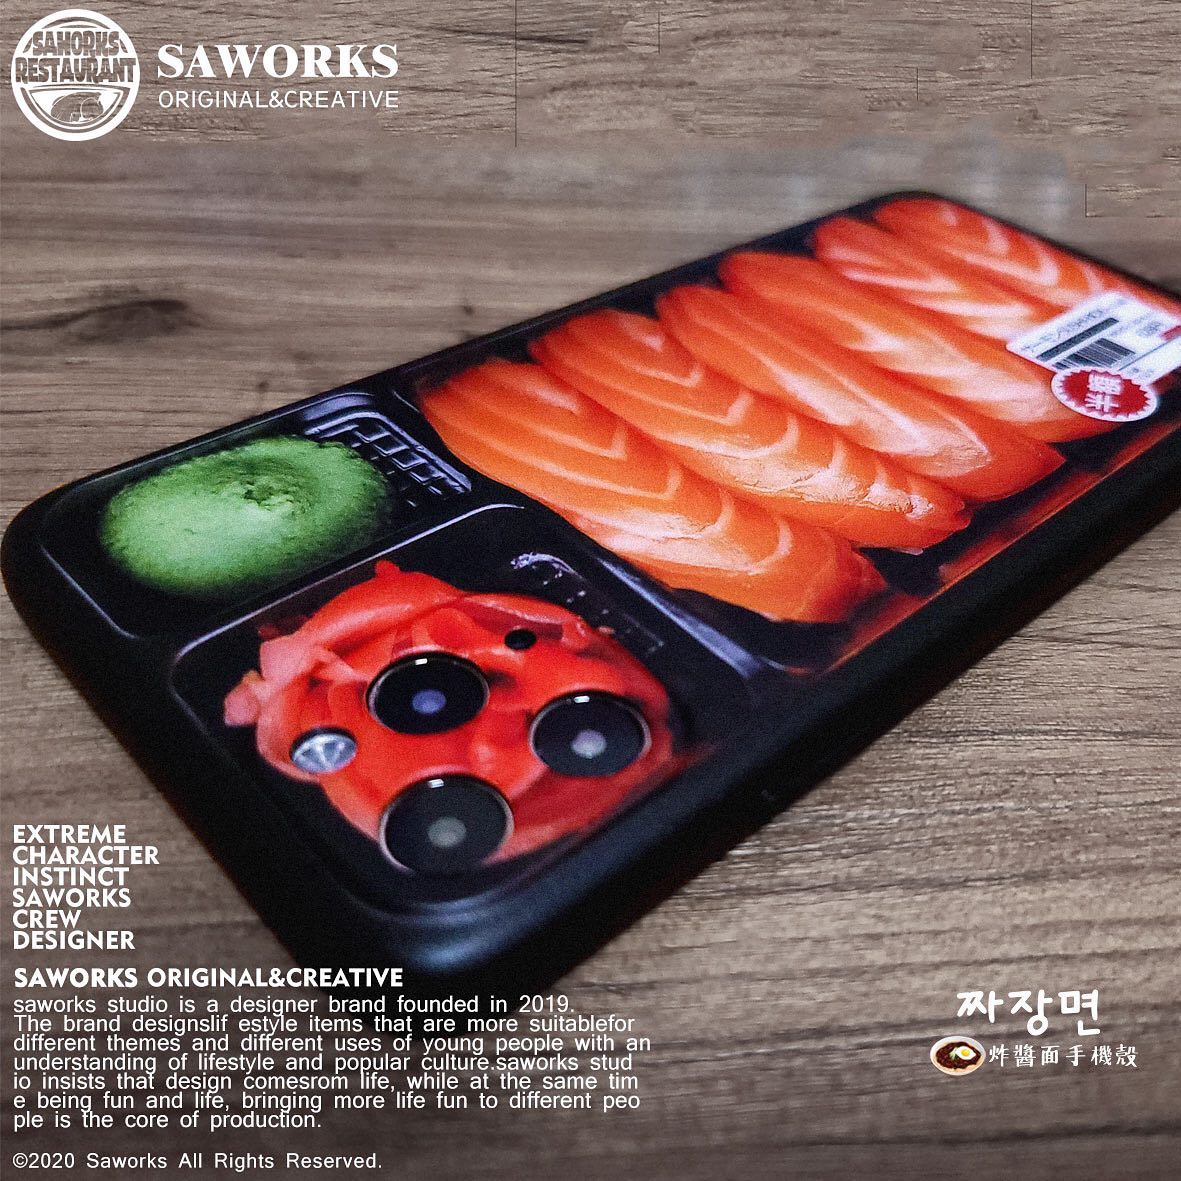 SAWORKS
RESTAURANT
SAWORKS
ORIGINAL&CREATIVE
EXTREME
CHARACTER
INSTINCT
SAWORKS
CREW
DESIGNER
SAWORKS ORIGINAL&CREATIVE
saworks studio is a designer brand founded in 2019.
The brand designslif estyle items that are more suitablefor
different themes and different uses of young people with an
understanding of lifestyle and popular culture.saworks stud
io insists that design comesrom life, while at the same tim
e being fun and life, bringing more life fun to different peo
ple is the core of production.
©2020 Saworks All Rights Reserved.
짜장면
炸醬面手機殼